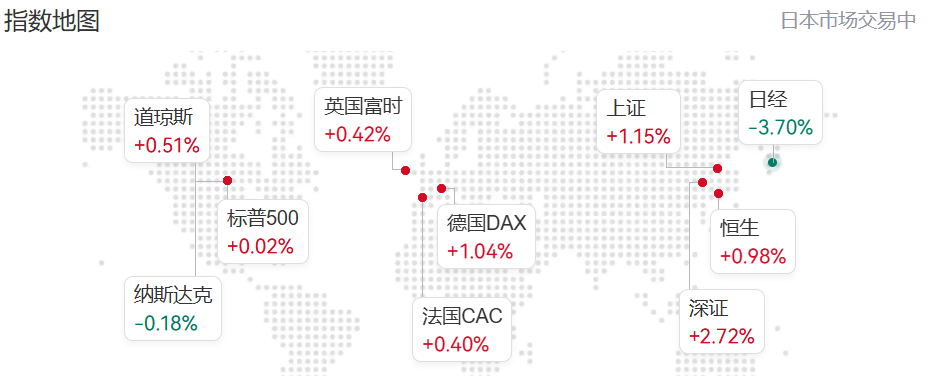 指数地图
日本市场交易中
道琼斯
+0.51%
英国富时
+0.42%
上证
+1.15%
日经
-3.70%
标普500
+0.02%
德国DAX
+1.04%
恒生
+0.98%
纳斯达克
-0.18%
法国CAC
+0.40%
深证
+2.72%